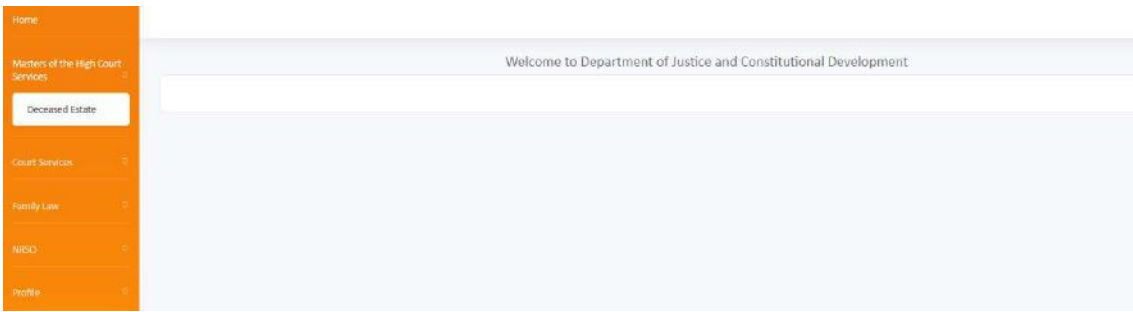 Home
Masters of the High Court
Services
Deceased Estate
Court Services
Family Law
NRSO
Profile
Welcome to Department of Justice and Constitutional Development